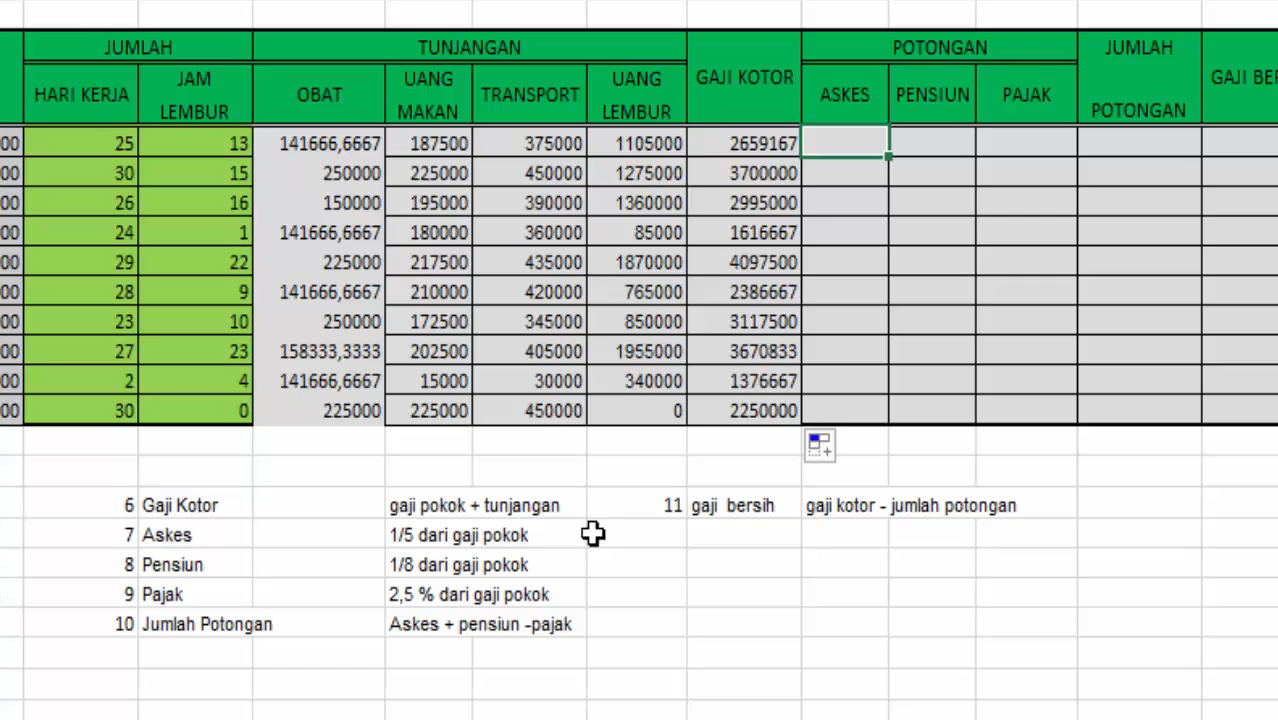 JUMLAH TUNJANGAN GAJI KOTOR POTONGAN JUMLAH POTONGAN GAJI BER
HARI KERJA JAM LEMBUR OBAT UANG MAKAN TRANSPORT UANG LEMBUR ASKES PENSIUN PAJAK
00 25 13 141666,6667 187500 375000 1105000 2659167
00 30 15 250000 225000 450000 1275000 3700000
00 26 16 150000 195000 390000 1360000 2995000
00 24 1 141666,6667 180000 360000 85000 1616667
00 29 22 225000 217500 435000 1870000 4097500
00 28 9 141666,6667 210000 420000 765000 2386667
00 23 10 250000 172500 345000 850000 3117500
00 27 23 158333,3333 202500 405000 1955000 3670833
00 2 4 141666,6667 15000 30000 340000 1376667
00 30 0 225000 225000 450000 0 2250000
6 Gaji Kotor gaji pokok + tunjangan 11 gaji bersih gaji kotor - jumlah potongan
7 Askes 1/5 dari gaji pokok
8 Pensiun 1/8 dari gaji pokok
9 Pajak 2,5 % dari gaji pokok
10 Jumlah Potongan Askes + pensiun -pajak